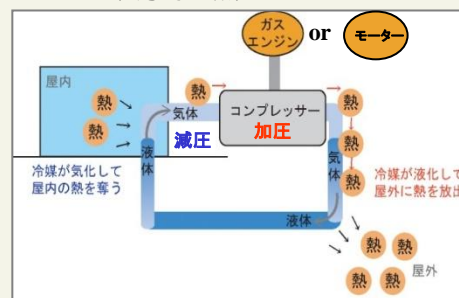 ガス
エンジン
or
モーター
屋内
熱
熱
熱
気体
減圧
コンプレッサー
加圧
熱
熱
熱
液体
気体
冷媒が気化して
屋内の熱を奪う
冷媒が液化して
屋外に熱を放出
液体
熱
熱
熱
熱
屋外